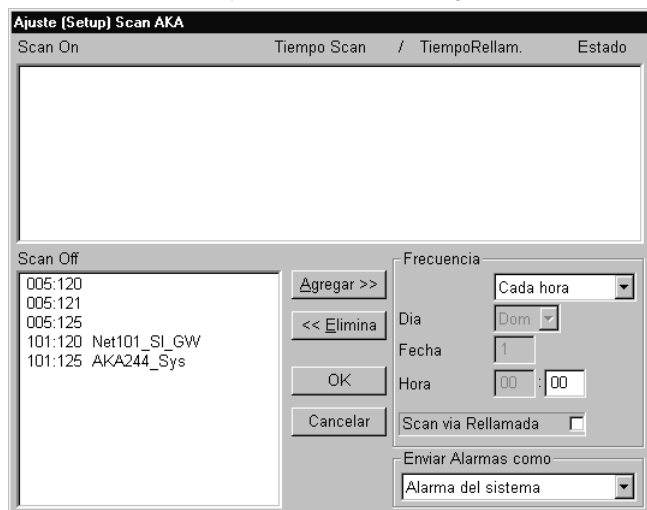 Ajuste (Setup) Scan AKA
Scan On Tiempo Scan / TiempoRellam. Estado
Scan Off
005:120
005:121
005:125
101:120 Net101_SI_GW
101:125 AKA244_Sys
Agregar >>
<< Elimina
OK
Cancelar
Frecuencia
Cada hora
Dia Dom
Fecha 1
Hora 00 : 00
Scan via Rellamada
Enviar Alarmas como
Alarma del sistema